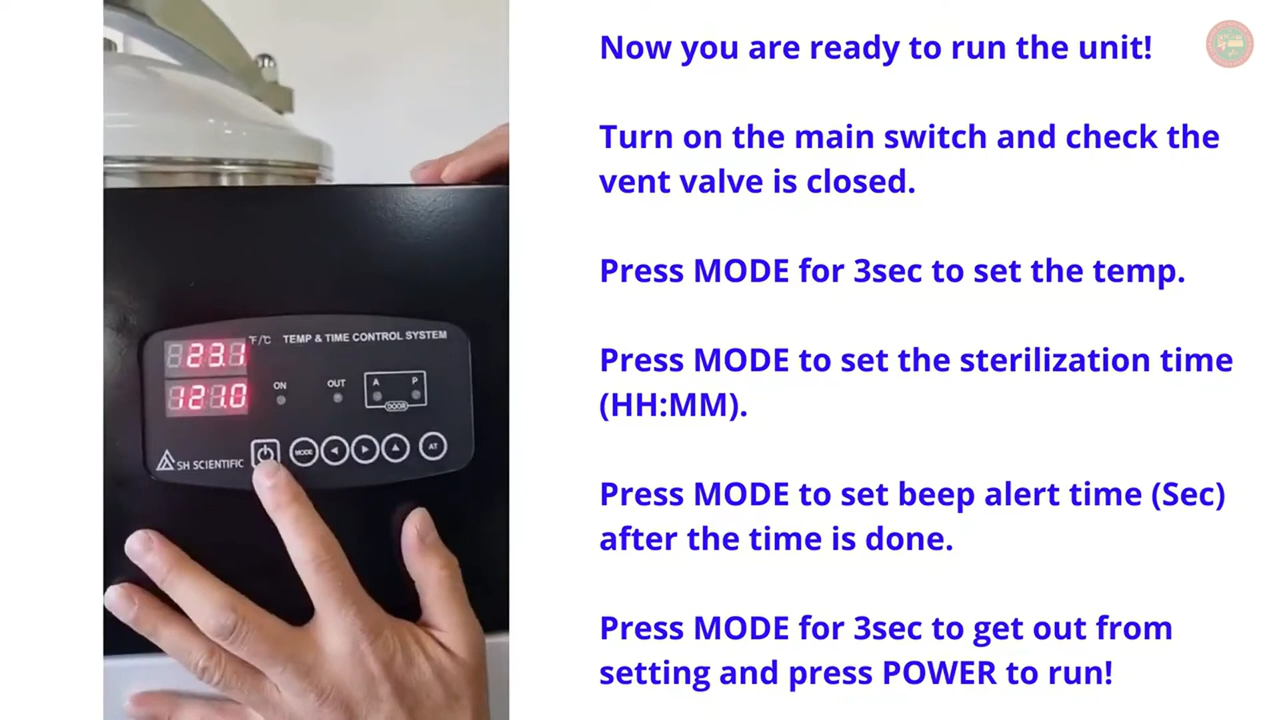 Now you are ready to run the unit!
Turn on the main switch and check the
vent valve is closed.
Press MODE for 3sec to set the temp.
Press MODE to set the sterilization time
(HH:MM).
Press MODE to set beep alert time (Sec)
after the time is done.
Press MODE for 3sec to get out from
setting and press POWER to run!
°F/°C TEMP & TIME CONTROL SYSTEM
23.1
121.0
ON OUT A P
DOOR
SH SCIENTIFIC MODE AT